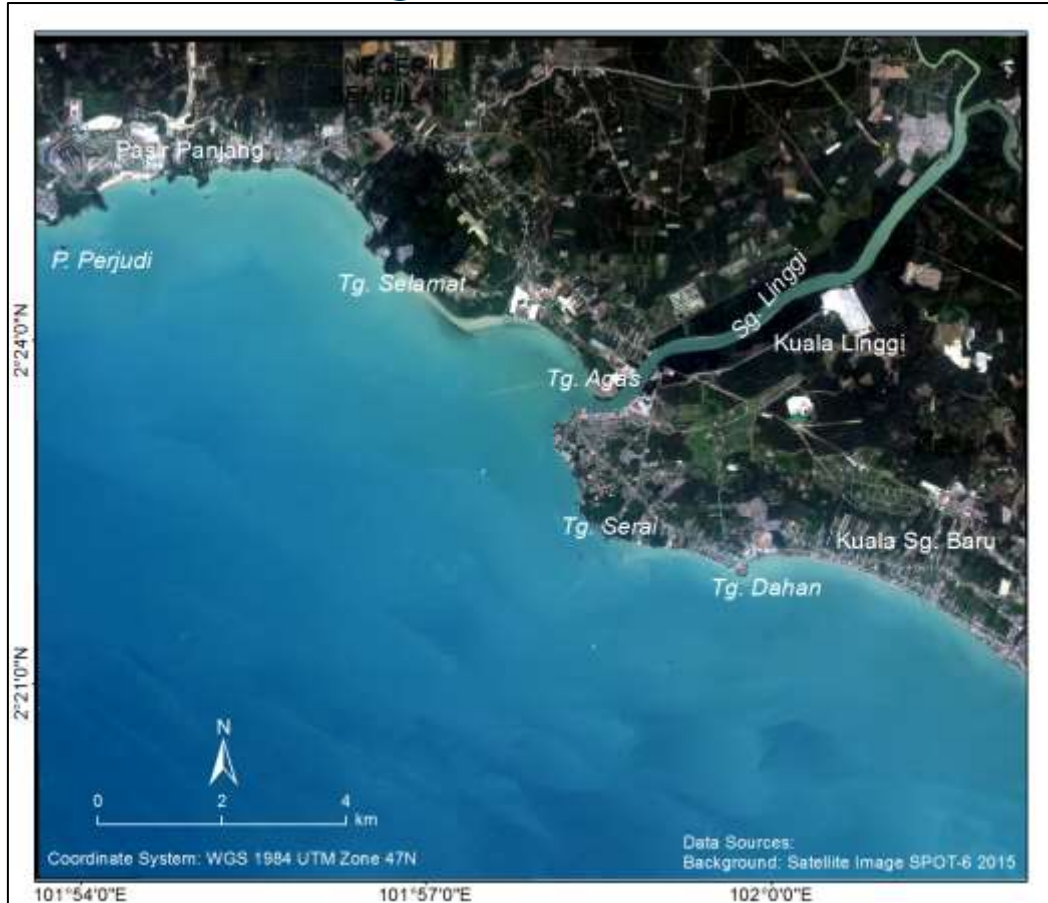 NEGERI
SEMBILAN
Pasir Panjang
P. Perjudi
Tg. Selamat
Sg. Linggi
Kuala Linggi
Tg. Agas
Tg. Serai
Kuala Sg. Baru
Tg. Dahan
2°24'0"N
2°21'0"N
N
0 2 4
km
Coordinate System: WGS 1984 UTM Zone 47N
Data Sources:
Background: Satellite Image SPOT-6 2015
101°54'0"E 101°57'0"E 102°0'0"E